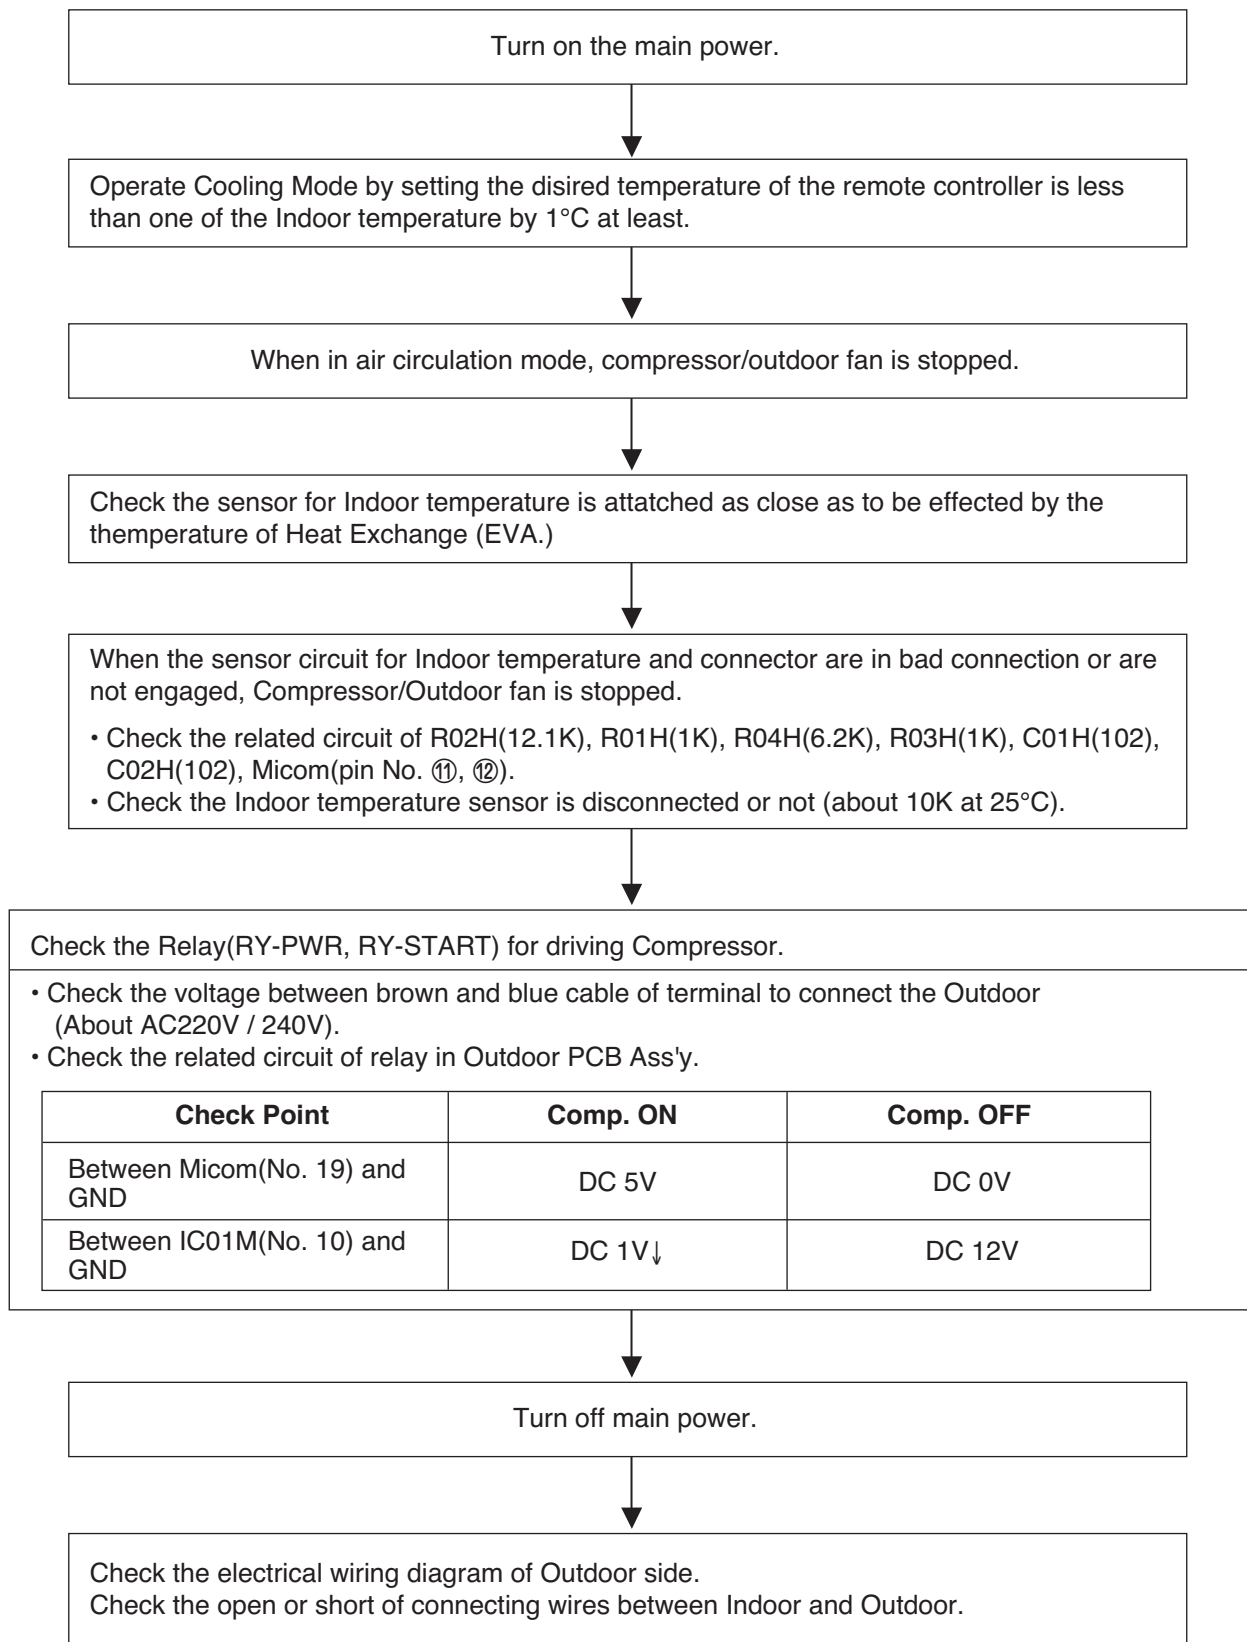 Turn on the main power.
Operate Cooling Mode by setting the disired temperature of the remote controller is less
than one of the Indoor temperature by 1°C at least.
When in air circulation mode, compressor/outdoor fan is stopped.
Check the sensor for Indoor temperature is attatched as close as to be effected by the
themperature of Heat Exchange (EVA.)
When the sensor circuit for Indoor temperature and connector are in bad connection or are
not engaged, Compressor/Outdoor fan is stopped.
• Check the related circuit of R02H(12.1K), R01H(1K), R04H(6.2K), R03H(1K), C01H(102),
C02H(102), Micom(pin No. ⑪, ⑫).
• Check the Indoor temperature sensor is disconnected or not (about 10K at 25°C).
Check the Relay(RY-PWR, RY-START) for driving Compressor.
• Check the voltage between brown and blue cable of terminal to connect the Outdoor
(About AC220V / 240V).
• Check the related circuit of relay in Outdoor PCB Ass'y.
Check Point Comp. ON Comp. OFF
Between Micom(No. 19) and
GND DC 5V DC 0V
Between IC01M(No. 10) and
GND DC 1V↓ DC 12V
Turn off main power.
Check the electrical wiring diagram of Outdoor side.
Check the open or short of connecting wires between Indoor and Outdoor.